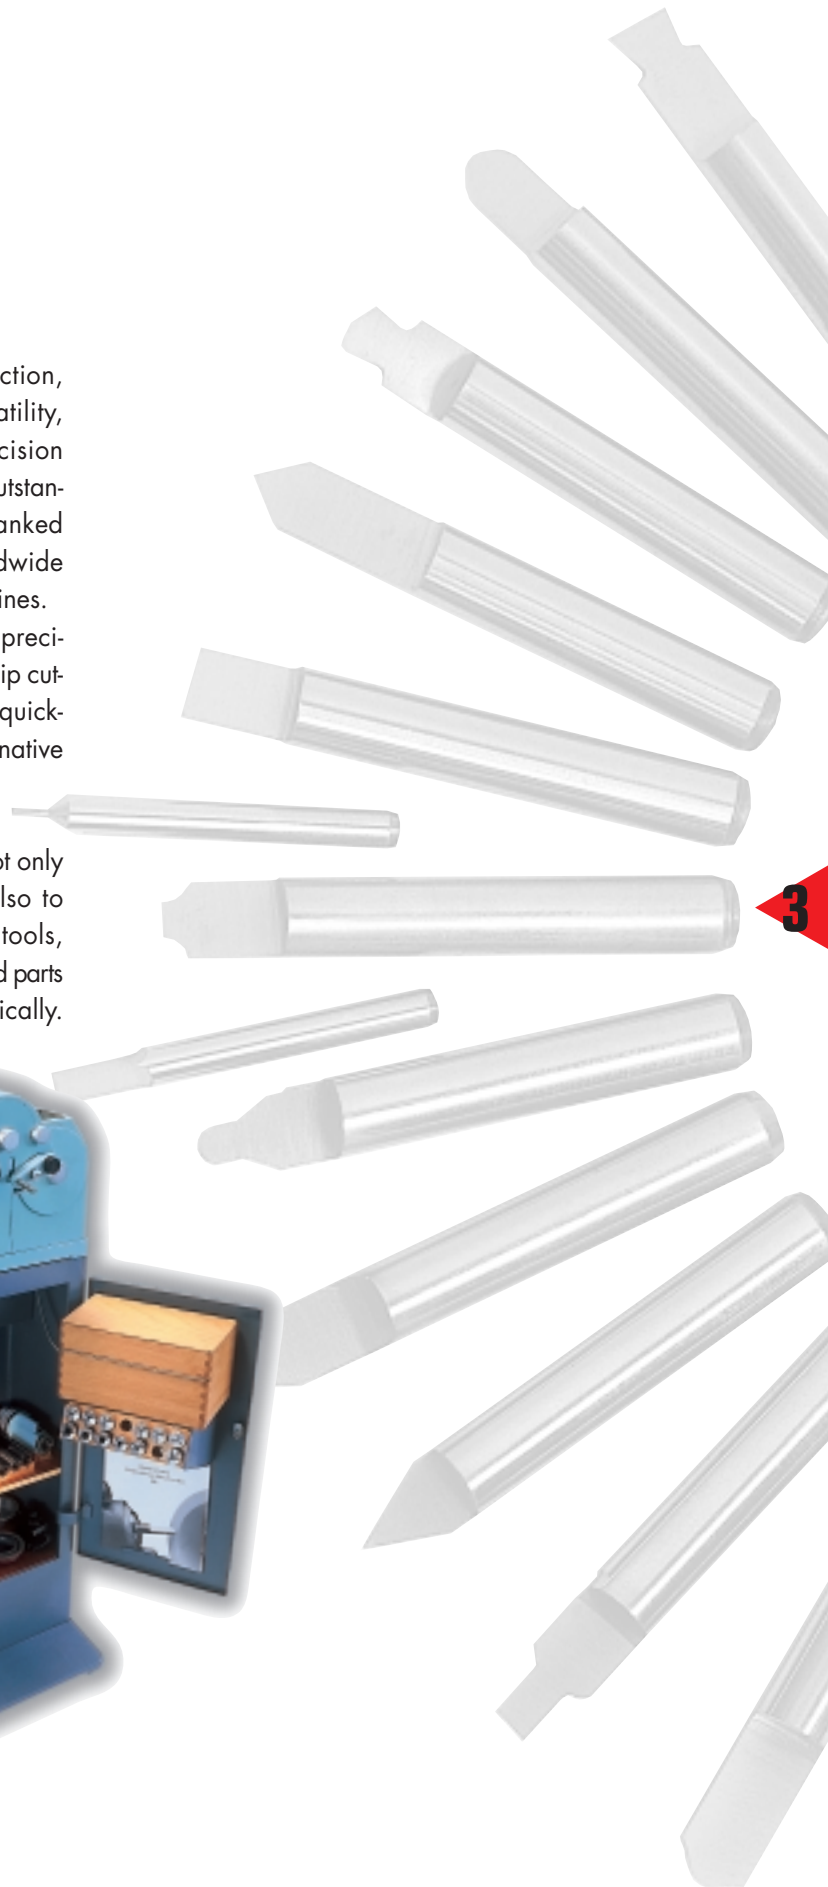 ction,
atility,
cision
utstan-
anked
dwide
ines.
preci-
ip cut-
quick-
native
ot only
lso to
tools,
d parts
ically.
3